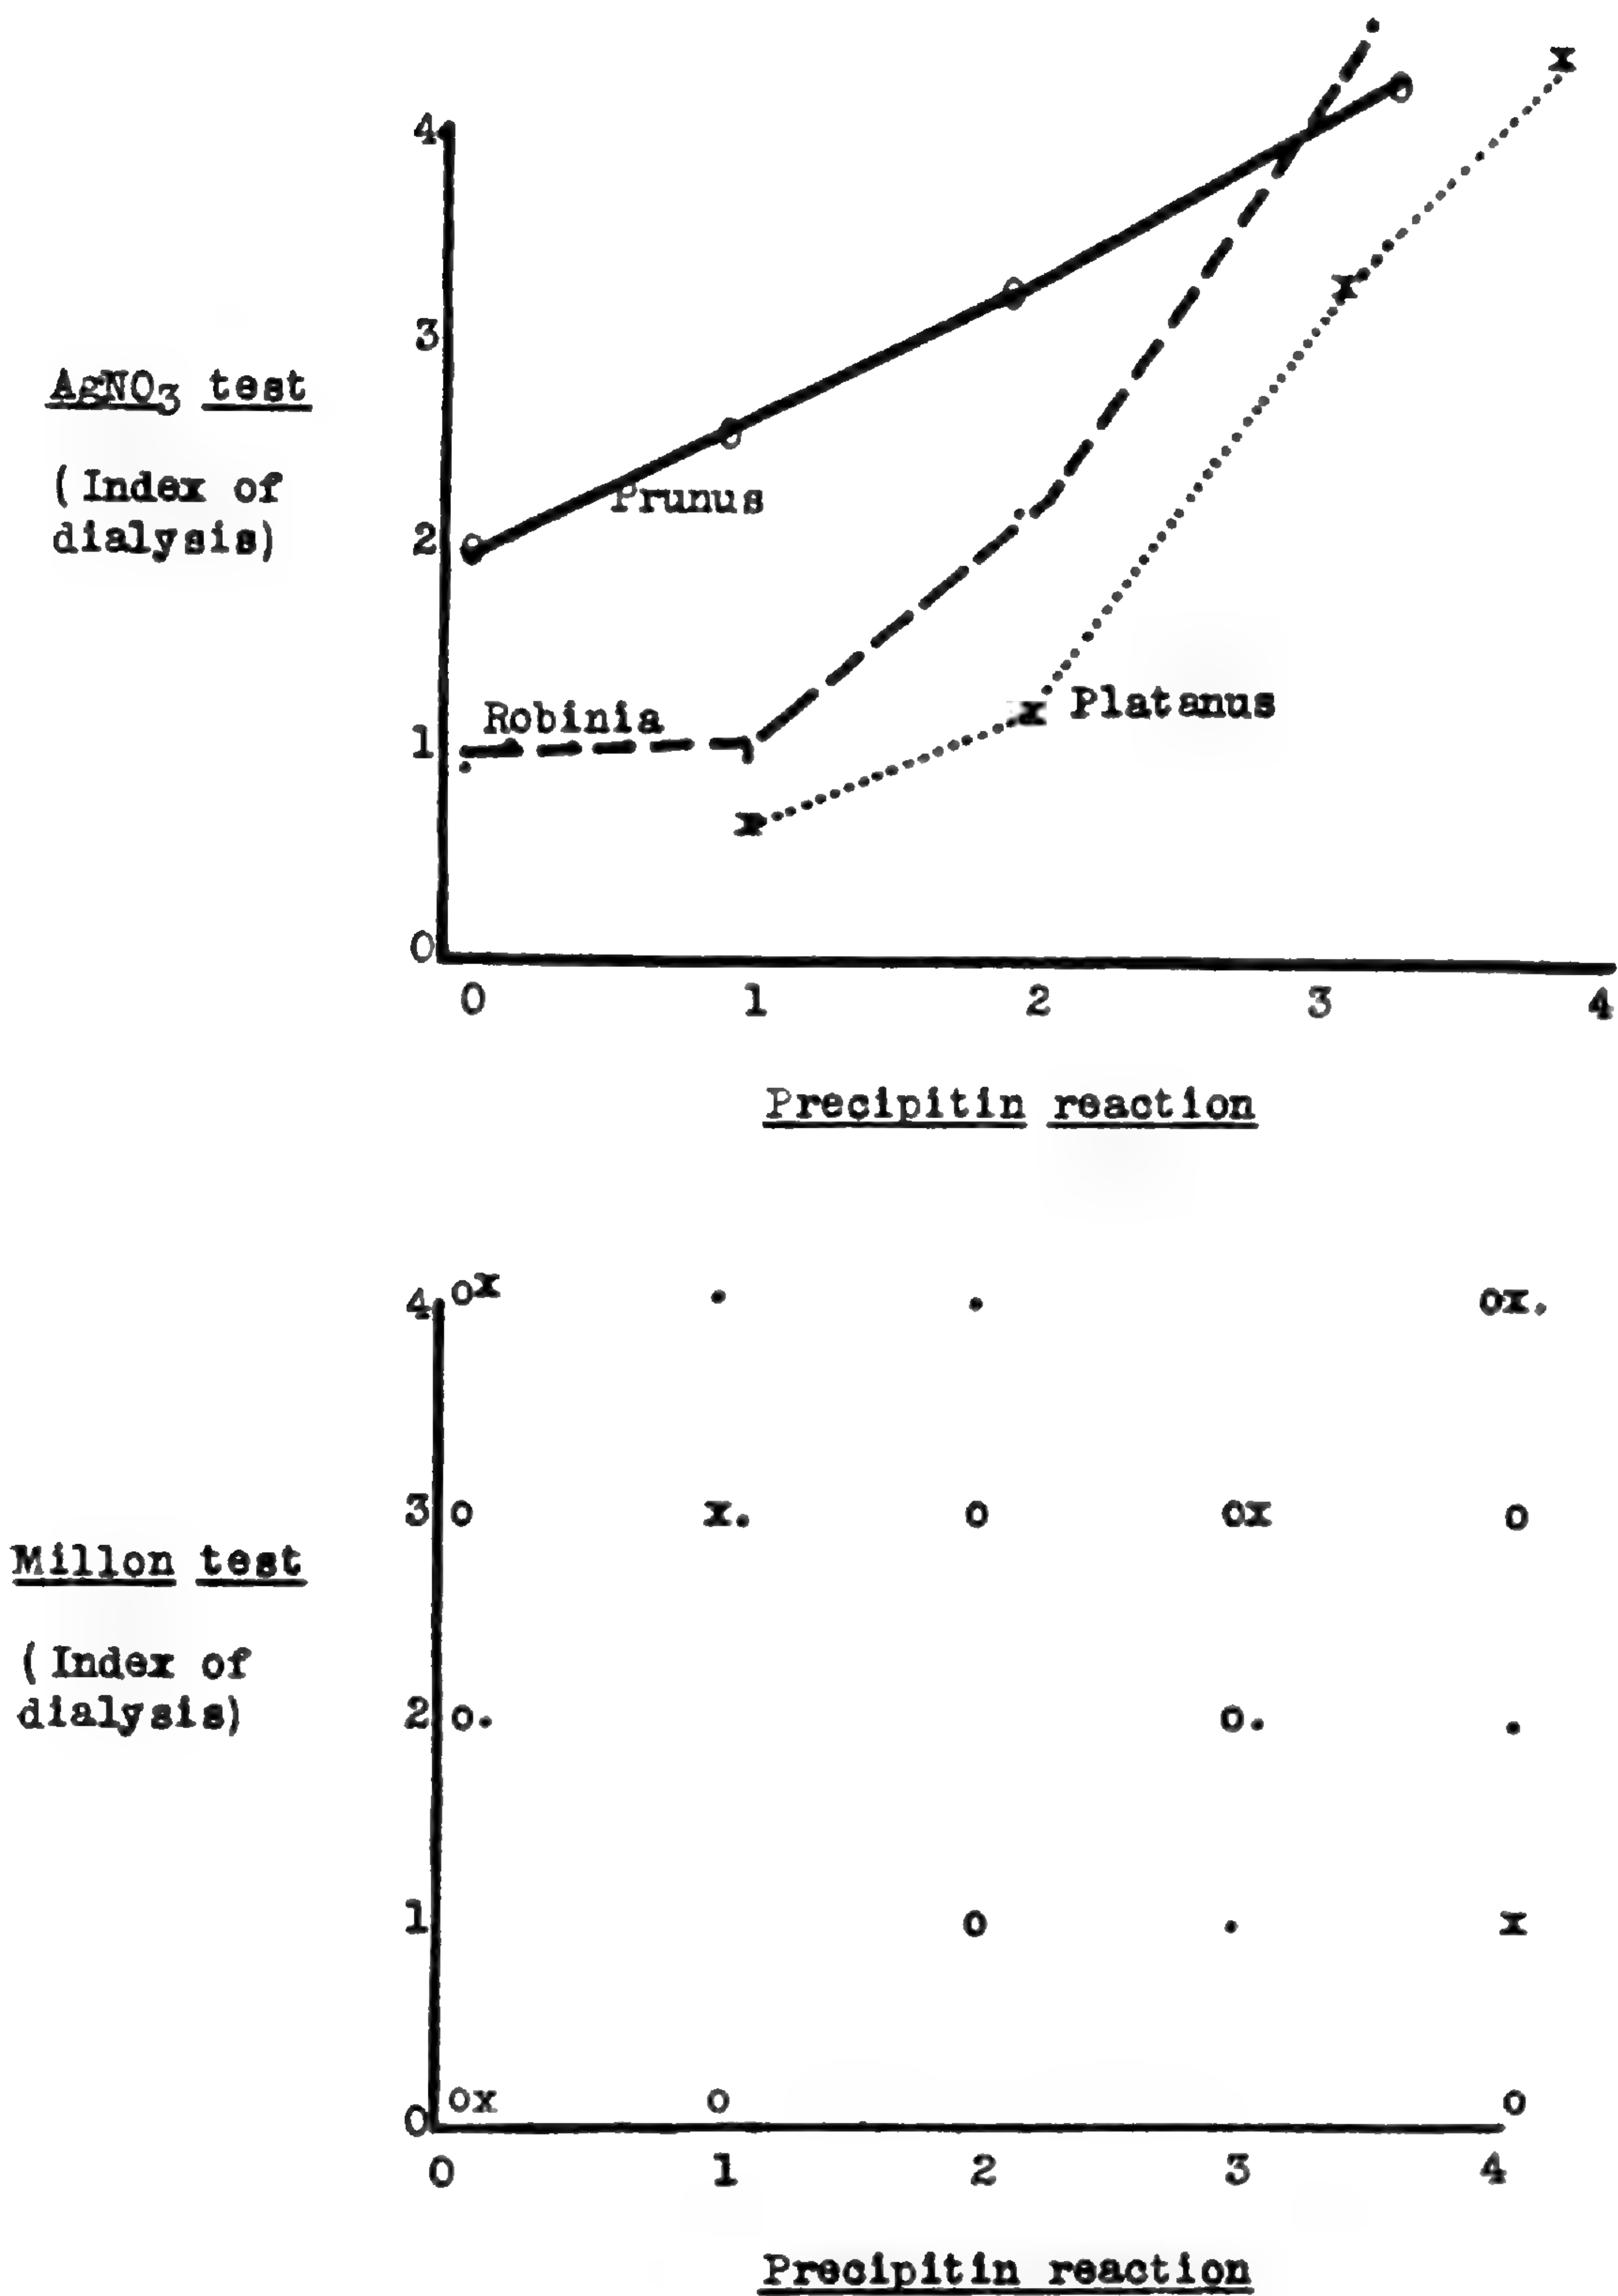 4
3
AgNO3 test
(Index of
Prunus
dialysis)
2
Robinia
1
Platanus
0
0 1 2 3 4
Precipitin reaction
4 ox . . ox.
3 o x. o ox o
Millon test
(Index of
dialysis)
2 o. o. .
1 o . x
0 ox o o
0 1 2 3 4
Precipitin reaction